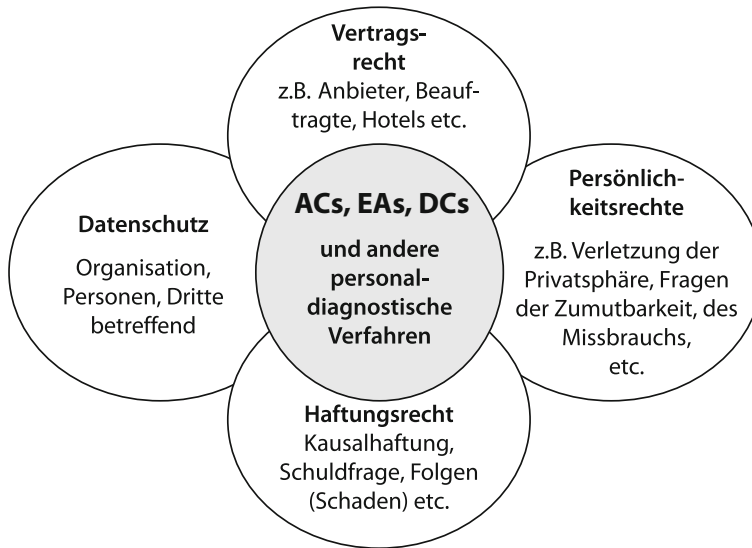 Vertrags-
recht
z.B. Anbieter, Beauf-
tragte, Hotels etc.
Datenschutz
Organisation,
Personen, Dritte
betreffend
ACs, EAs, DCs
und andere
personal-
diagnostische
Verfahren
Persönlich-
keitsrechte
z.B. Verletzung der
Privatsphäre, Fragen
der Zumutbarkeit, des
Missbrauchs,
etc.
Haftungsrecht
Kausalhaftung,
Schuldfrage, Folgen
(Schaden) etc.